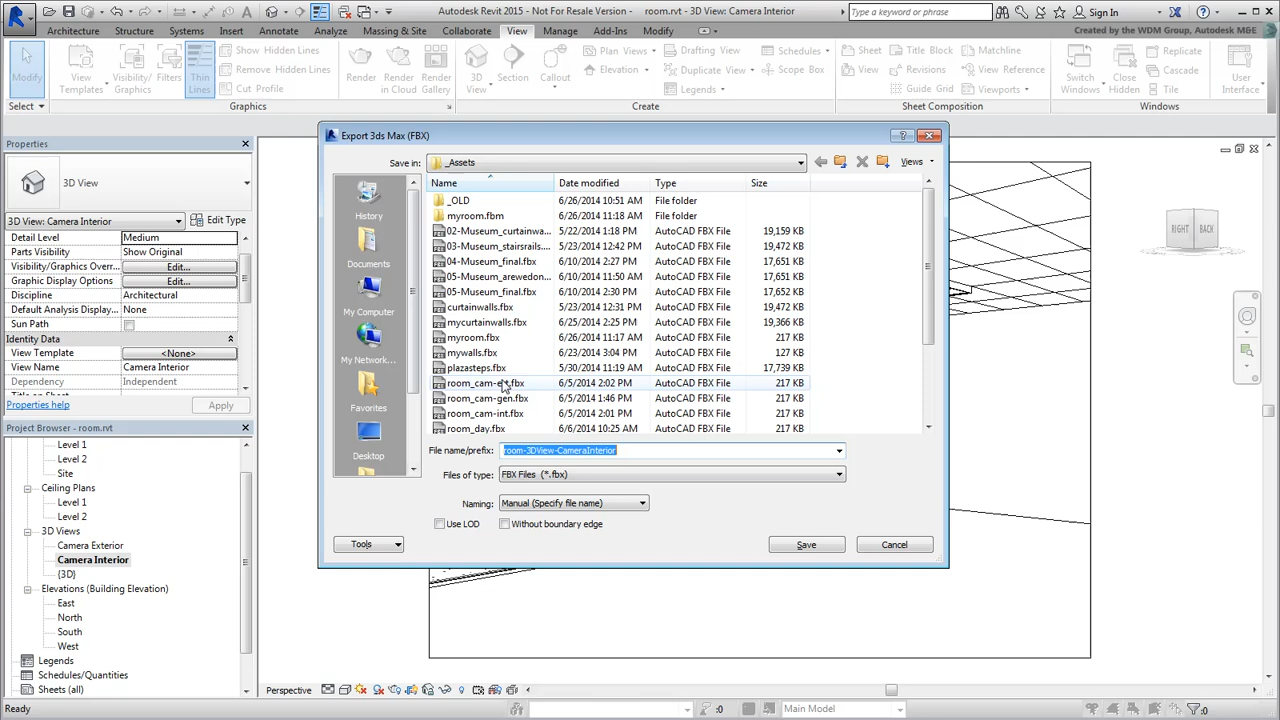 Autodesk Revit 2015 - Not For Resale Version - room.rvt - 3D View: Camera Interior
Type a keyword or phrase
Sign In
Architecture Structure Systems Insert Annotate Analyze Massing & Site Collaborate View Manage Add-Ins Modify
Created by the WDM Group, Autodesk MBE
Modify
View Templates
Visibility/ Graphics
Filters
Thin Lines
Show Hidden Lines
Remove Hidden Lines
Cut Profile
Render
Render in Cloud
Render Gallery
3D View
Section
Callout
Plan Views
Elevation
Drafting View
Duplicate View
Legends
Schedules
Scope Box
Sheet
View
Title Block
Revisions
Guide Grid
Matchline
View Reference
Viewports
Switch Windows
Close Hidden
Replicate
Cascade
Tile
User Interface
Select Graphics Create Sheet Composition Windows
Properties
3D View
3D View: Camera Interior
Edit Type
Detail Level Medium
Parts Visibility Show Original
Visibility/Graphics Overr... Edit...
Graphic Display Options Edit...
Discipline Architectural
Default Analysis Display... None
Sun Path
Identity Data
View Template <None>
View Name Camera Interior
Dependency Independent
Properties help
Apply
Project Browser - room.rvt
Level 1
Level 2
Site
Ceiling Plans
Level 1
Level 2
3D Views
Camera Exterior
Camera Interior
{3D}
Elevations (Building Elevation)
East
North
South
West
Legends
Schedules/Quantities
Sheets (all)
Export 3ds Max (FBX)
Save in: _Assets
Views
History
Documents
My Computer
My Network...
Favorites
Desktop
Name Date modified Type Size
_OLD 6/26/2014 10:51 AM File folder
myroom.fbm 6/26/2014 11:18 AM File folder
02-Museum_curtainwa... 5/22/2014 1:18 PM AutoCAD FBX File 19,159 KB
03-Museum_stairsrails.... 5/23/2014 12:42 PM AutoCAD FBX File 19,472 KB
04-Museum_final.fbx 6/10/2014 2:27 PM AutoCAD FBX File 17,651 KB
05-Museum_arewedon... 6/10/2014 11:50 AM AutoCAD FBX File 17,651 KB
05-Museum_final.fbx 6/10/2014 2:30 PM AutoCAD FBX File 17,652 KB
curtainwalls.fbx 5/23/2014 12:31 PM AutoCAD FBX File 19,472 KB
mycurtainwalls.fbx 6/25/2014 2:25 PM AutoCAD FBX File 19,366 KB
myroom.fbx 6/26/2014 11:17 AM AutoCAD FBX File 217 KB
mywalls.fbx 6/23/2014 3:04 PM AutoCAD FBX File 127 KB
plazasteps.fbx 5/30/2014 11:19 AM AutoCAD FBX File 17,739 KB
room_cam-ext.fbx 6/5/2014 2:02 PM AutoCAD FBX File 217 KB
room_cam-gen.fbx 6/5/2014 1:46 PM AutoCAD FBX File 217 KB
room_cam-int.fbx 6/5/2014 2:01 PM AutoCAD FBX File 217 KB
room_day.fbx 6/6/2014 10:25 AM AutoCAD FBX File 217 KB
File name/prefix: room-3DView-CameraInterior
Files of type: FBX Files (*.fbx)
Naming: Manual (Specify file name)
Use LOD Without boundary edge
Tools Save Cancel
RIGHT BACK
Perspective
Ready
:0 Main Model :0